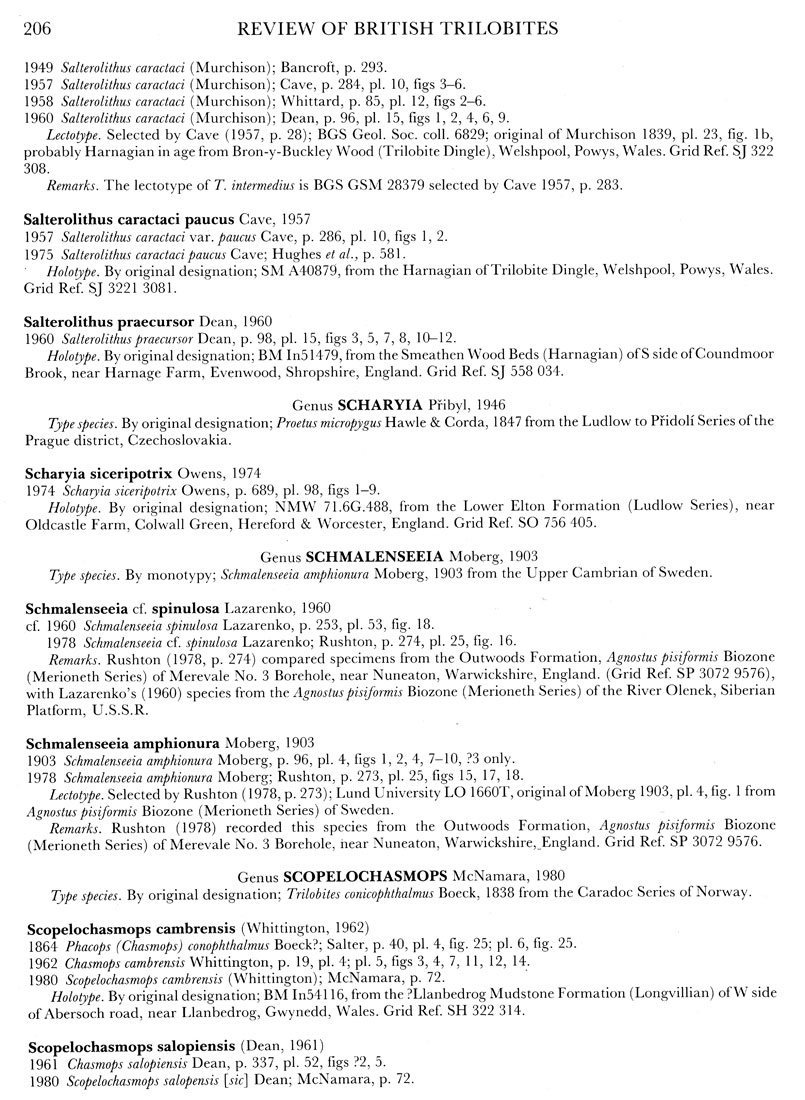 206 REVIEW OF BRITISH TRILOBITES
1949 Salterolithus caractaci (Murchison); Bancroft, p. 293.
1957 Salterolithus caractaci (Murchison); Cave, p. 284, pl. 10, figs 3–6.
1958 Salterolithus caractaci (Murchison); Whittard, p. 85, pl. 12, figs 2–6.
1960 Salterolithus caractaci (Murchison); Dean, p. 96, pl. 15, figs 1, 2, 4, 6, 9.
Lectotype. Selected by Cave (1957, p. 28); BGS Geol. Soc. coll. 6829; original of Murchison 1839, pl. 23, fig. 1b,
probably Harnagian in age from Bron-y-Buckley Wood (Trilobite Dingle), Welshpool, Powys, Wales. Grid Ref. SJ 322
308.
Remarks. The lectotype of T. intermedius is BGS GSM 28379 selected by Cave 1957, p. 283.
Salterolithus caractaci paucus Cave, 1957
1957 Salterolithus caractaci var. paucus Cave, p. 286, pl. 10, figs 1, 2.
1975 Salterolithus caractaci paucus Cave; Hughes et al., p. 581.
Holotype. By original designation; SM A40879, from the Harnagian of Trilobite Dingle, Welshpool, Powys, Wales.
Grid Ref. SJ 3221 3081.
Salterolithus praecursor Dean, 1960
1960 Salterolithus praecursor Dean, p. 98, pl. 15, figs 3, 5, 7, 8, 10–12.
Holotype. By original designation; BM In51479, from the Smeathen Wood Beds (Harnagian) of S side of Coundmoor
Brook, near Harnage Farm, Evenwood, Shropshire, England. Grid Ref. SJ 558 034.
Genus SCHARYIA Přibyl, 1946
Type species. By original designation; Proetus micropygus Hawle & Corda, 1847 from the Ludlow to Přidolí Series of the
Prague district, Czechoslovakia.
Scharyia siceripotrix Owens, 1974
1974 Scharyia siceripotrix Owens, p. 689, pl. 98, figs 1–9.
Holotype. By original designation; NMW 71.6G.488, from the Lower Elton Formation (Ludlow Series), near
Oldcastle Farm, Colwall Green, Hereford & Worcester, England. Grid Ref. SO 756 405.
Genus SCHMALENSEEIA Moberg, 1903
Type species. By monotypy; Schmalenseeia amphionura Moberg, 1903 from the Upper Cambrian of Sweden.
Schmalenseeia cf. spinulosa Lazarenko, 1960
cf. 1960 Schmalenseeia spinulosa Lazarenko, p. 253, pl. 53, fig. 18.
1978 Schmalenseeia cf. spinulosa Lazarenko; Rushton, p. 274, pl. 25, fig. 16.
Remarks. Rushton (1978, p. 274) compared specimens from the Outwoods Formation, Agnostus pisiformis Biozone
(Merioneth Series) of Merevale No. 3 Borehole, near Nuneaton, Warwickshire, England. (Grid Ref. SP 3072 9576),
with Lazarenko's (1960) species from the Agnostus pisiformis Biozone (Merioneth Series) of the River Olenek, Siberian
Platform, U.S.S.R.
Schmalenseeia amphionura Moberg, 1903
1903 Schmalenseeia amphionura Moberg, p. 96, pl. 4, figs 1, 2, 4, 7–10, ?3 only.
1978 Schmalenseeia amphionura Moberg; Rushton, p. 273, pl. 25, figs 15, 17, 18.
Lectotype. Selected by Rushton (1978, p. 273); Lund University LO 1660T, original of Moberg 1903, pl. 4, fig. 1 from
Agnostus pisiformis Biozone (Merioneth Series) of Sweden.
Remarks. Rushton (1978) recorded this species from the Outwoods Formation, Agnostus pisiformis Biozone
(Merioneth Series) of Merevale No. 3 Borehole, near Nuneaton, Warwickshire, England. Grid Ref. SP 3072 9576.
Genus SCOPELOCHASMOPS McNamara, 1980
Type species. By original designation; Trilobites conicophthalmus Boeck, 1838 from the Caradoc Series of Norway.
Scopelochasmops cambrensis (Whittington, 1962)
1864 Phacops (Chasmops) conophthalmus Boeck?; Salter, p. 40, pl. 4, fig. 25; pl. 6, fig. 25.
1962 Chasmops cambrensis Whittington, p. 19, pl. 4; pl. 5, figs 3, 4, 7, 11, 12, 14.
1980 Scopelochasmops cambrensis (Whittington); McNamara, p. 72.
Holotype. By original designation; BM In54116, from the ?Llanbedrog Mudstone Formation (Longvillian) of W side
of Abersoch road, near Llanbedrog, Gwynedd, Wales. Grid Ref. SH 322 314.
Scopelochasmops salopiensis (Dean, 1961)
1961 Chasmops salopiensis Dean, p. 337, pl. 52, figs ?2, 5.
1980 Scopelochasmops salopensis [sic] Dean; McNamara, p. 72.